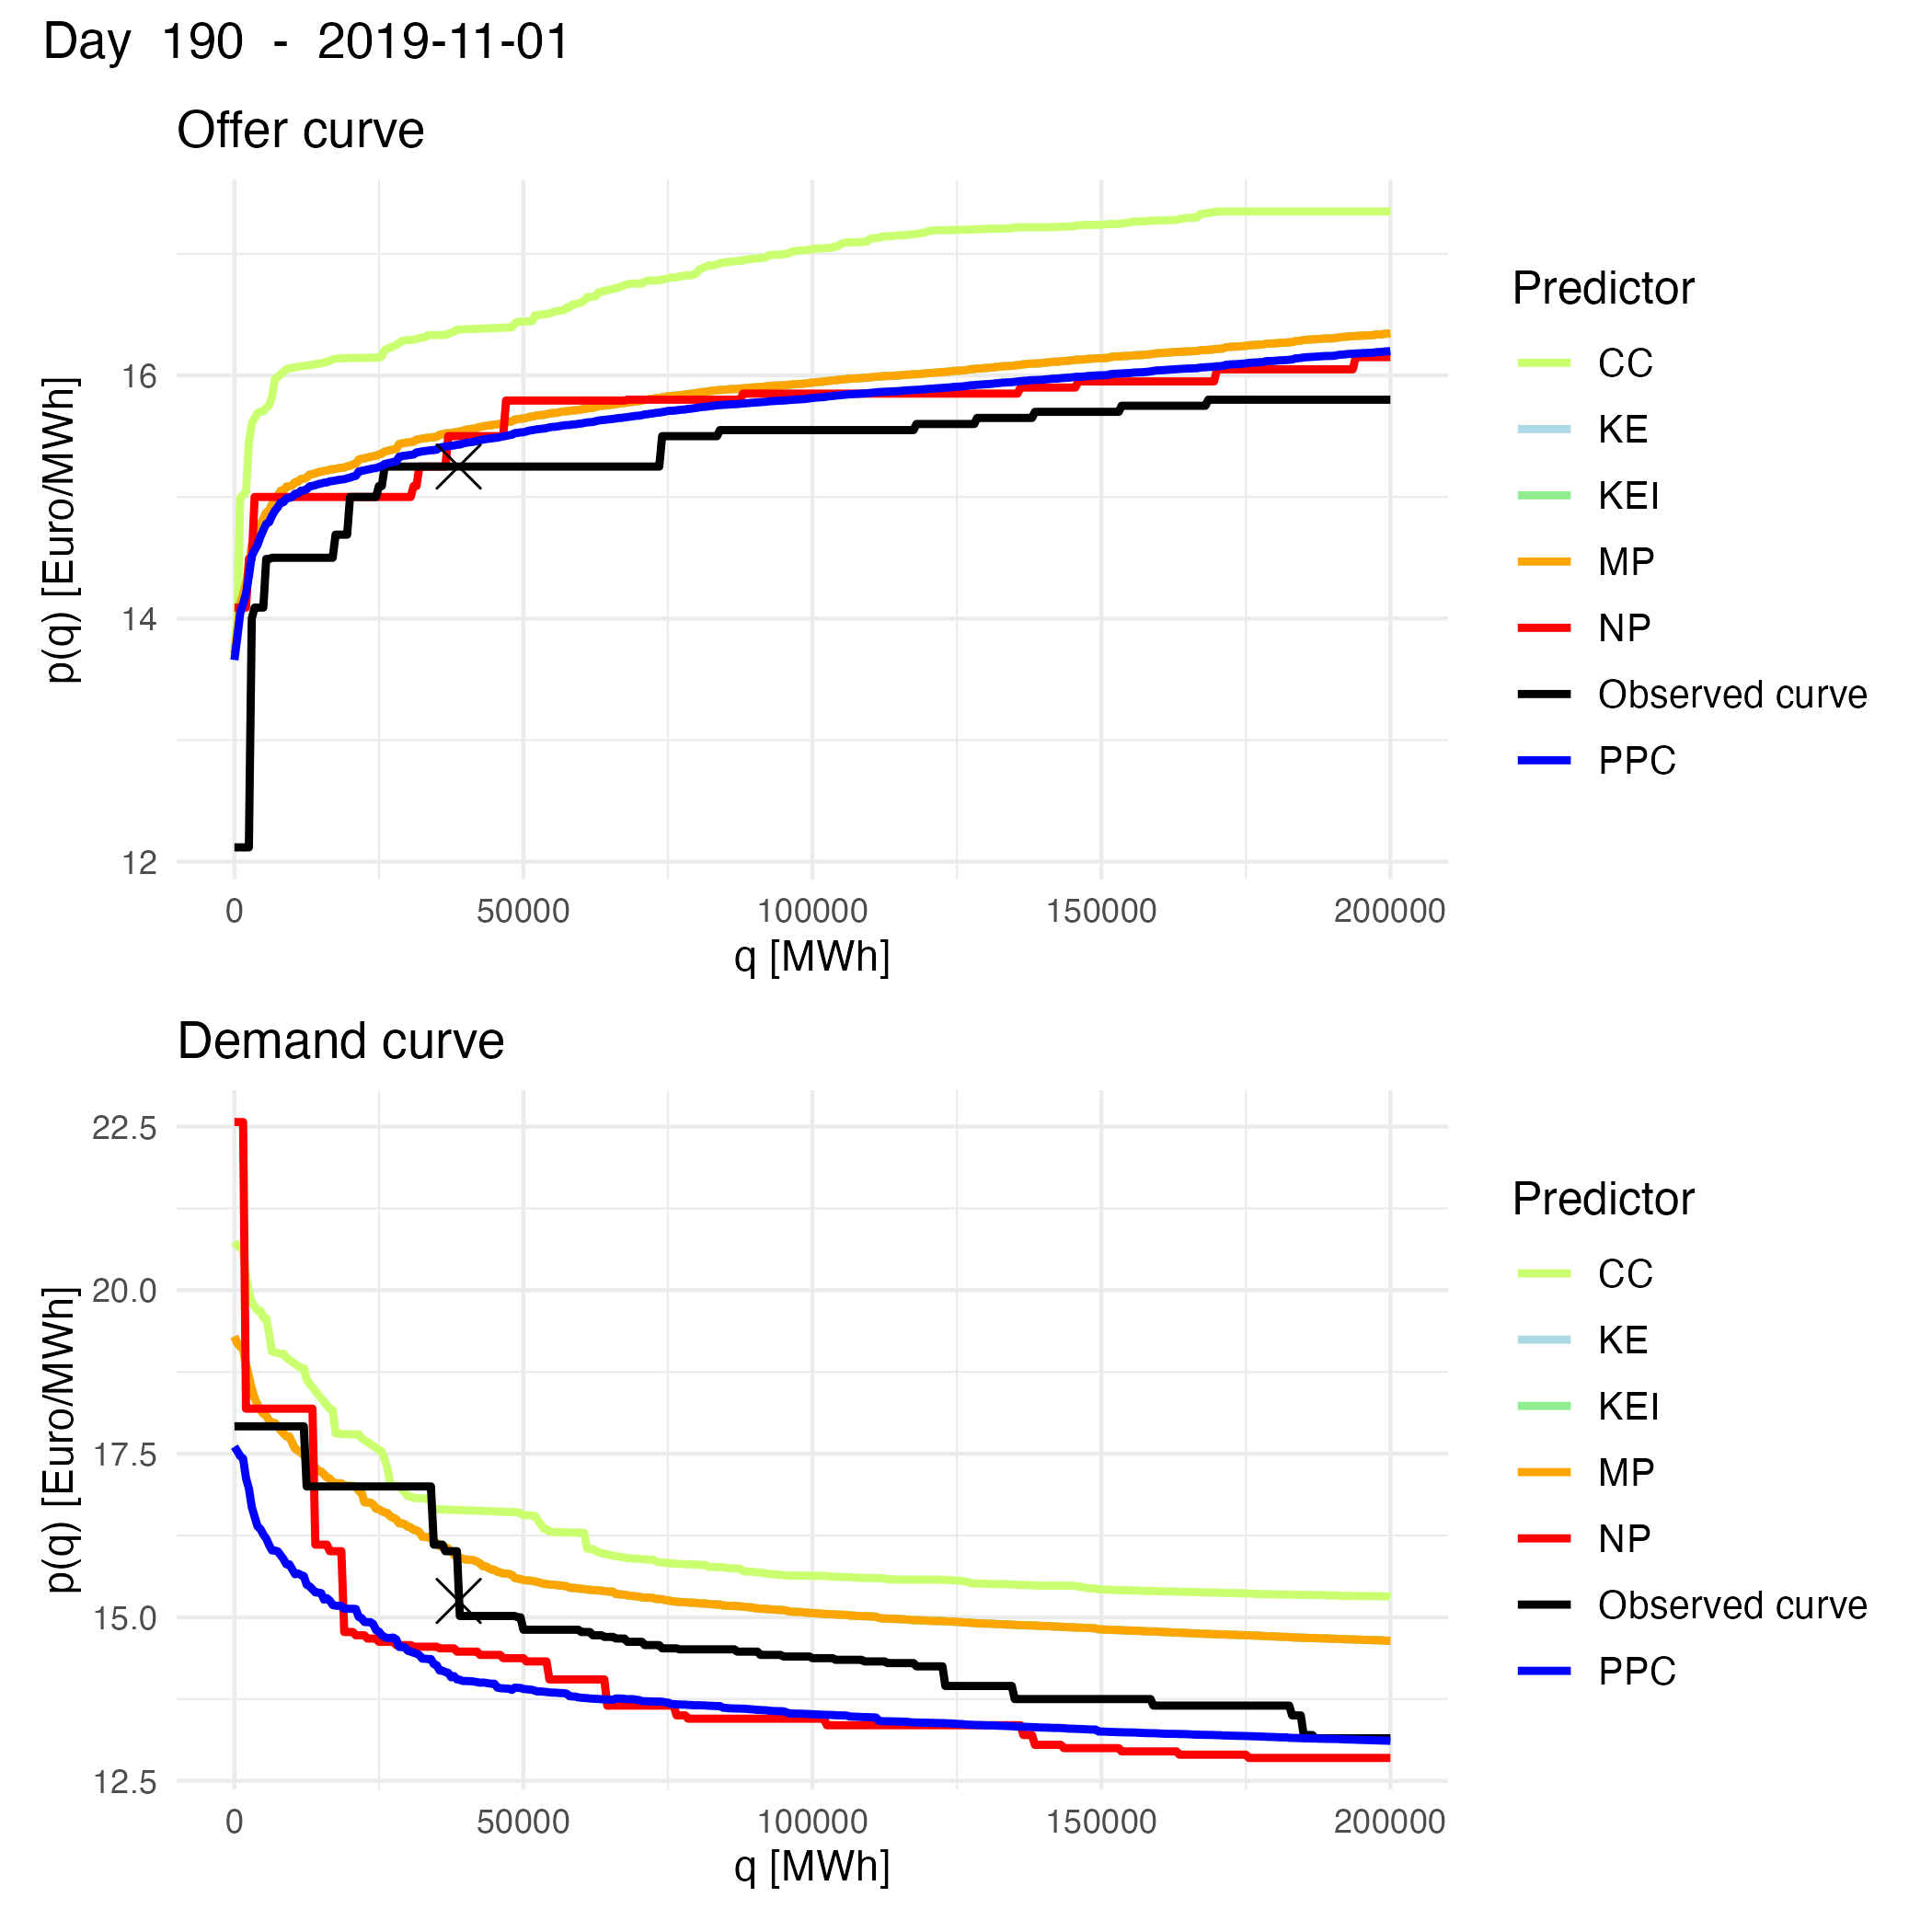 Day 190 - 2019-11-01
Offer curve
p(q) [Euro/MWh]
16
14
12
0 50000 100000 150000 200000
q [MWh]
Predictor
CC
KE
KEI
MP
NP
Observed curve
PPC
Demand curve
p(q) [Euro/MWh]
22.5
20.0
17.5
15.0
12.5
0 50000 100000 150000 200000
q [MWh]
Predictor
CC
KE
KEI
MP
NP
Observed curve
PPC